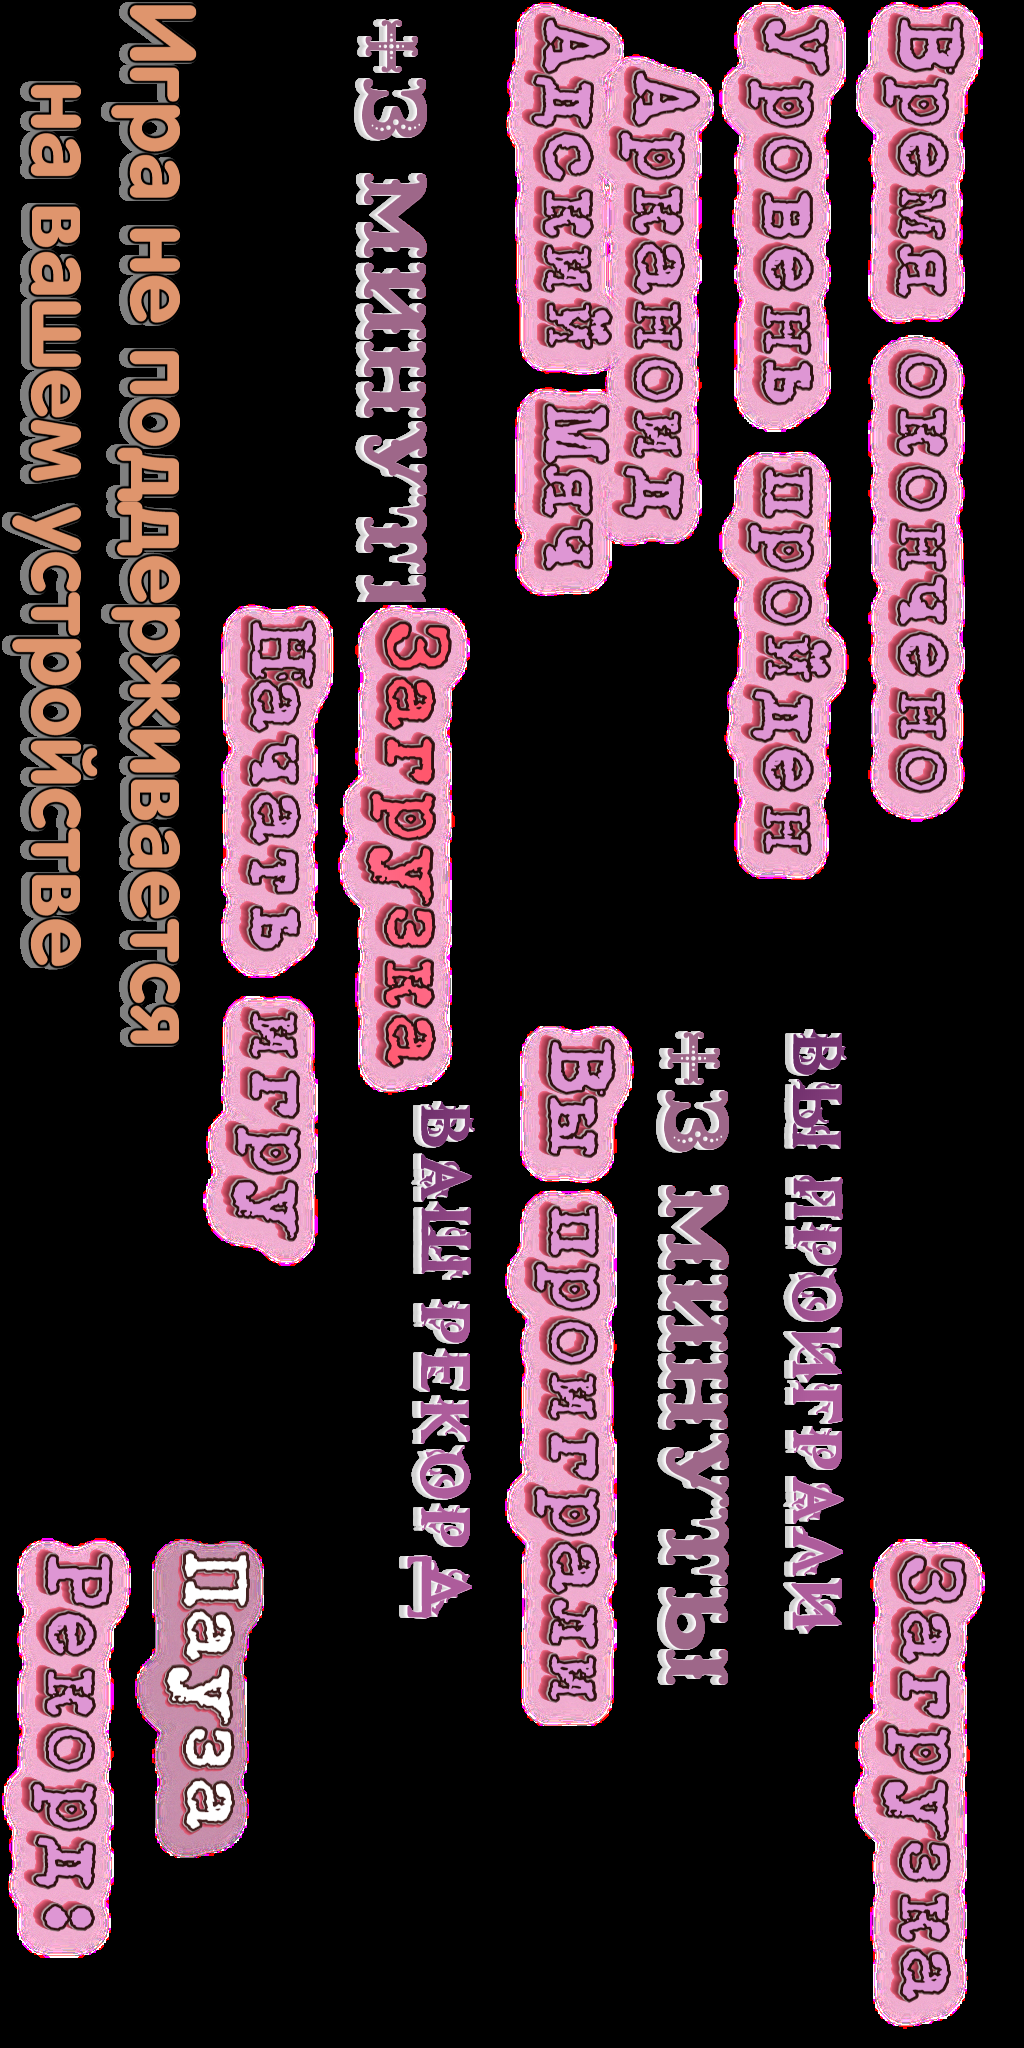 Время окончено
Загрузка
Уровень пройден
ВЫ ПРОИГРАЛИ
+3 МИНУТЫ
Арканоид
Адский Мяч
Вы проиграли
ВАШ РЕКОРД
+3 МИНУТ
Загрузка
Начать игру
Пауза
Игра не поддерживается
на вашем устройстве
Рекорд!